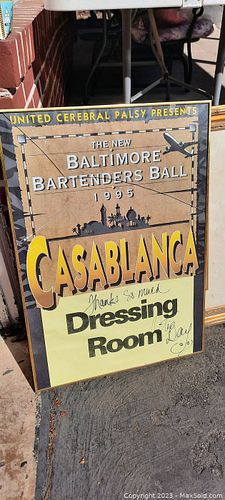 UNITED CEREBRAL PALSY PRESENTS
THE NEW
BALTIMORE
BARTENDERS BALL
1995
CASABLANCA
Thanks so much
Dressing
Room
Day
Copyright 2023 - MaxSold.com